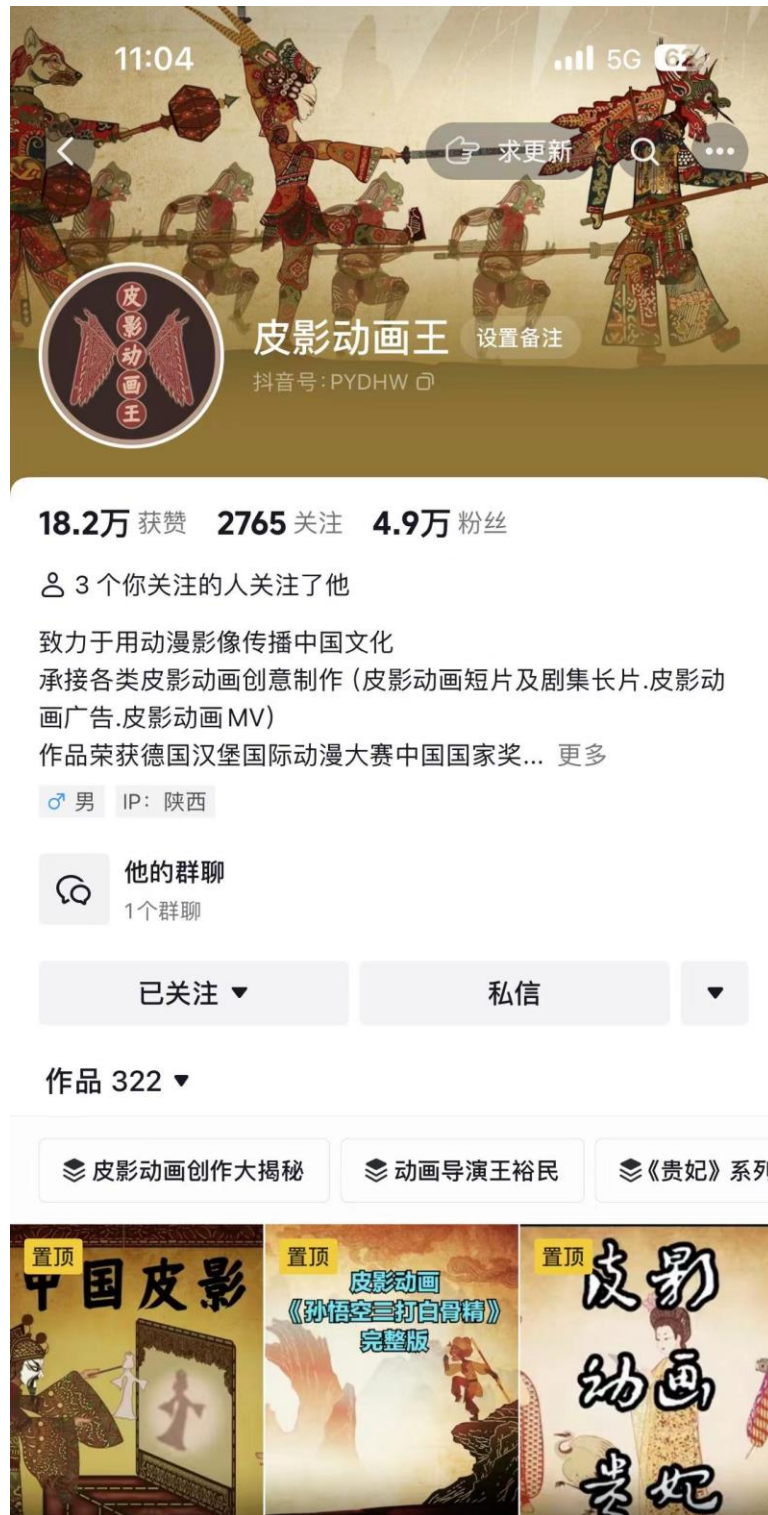 11:04
5G 62
求更新
皮影动画王
皮影动画王 设置备注
抖音号:PYDHW
18.2万 获赞 2765 关注 4.9万 粉丝
3 个你关注的人关注了他
致力于用动漫影像传播中国文化
承接各类皮影动画创意制作(皮影动画短片及剧集长片.皮影动
画广告.皮影动画MV)
作品荣获德国汉堡国际动漫大赛中国国家奖... 更多
男 IP:陕西
他的群聊
1个群聊
已关注 私信
作品 322
皮影动画创作大揭秘 动画导演王裕民 《贵妃》系列
置顶
中国皮影
置顶
皮影动画
《孙悟空三打白骨精》
完整版
置顶
皮影
动画
贵妃